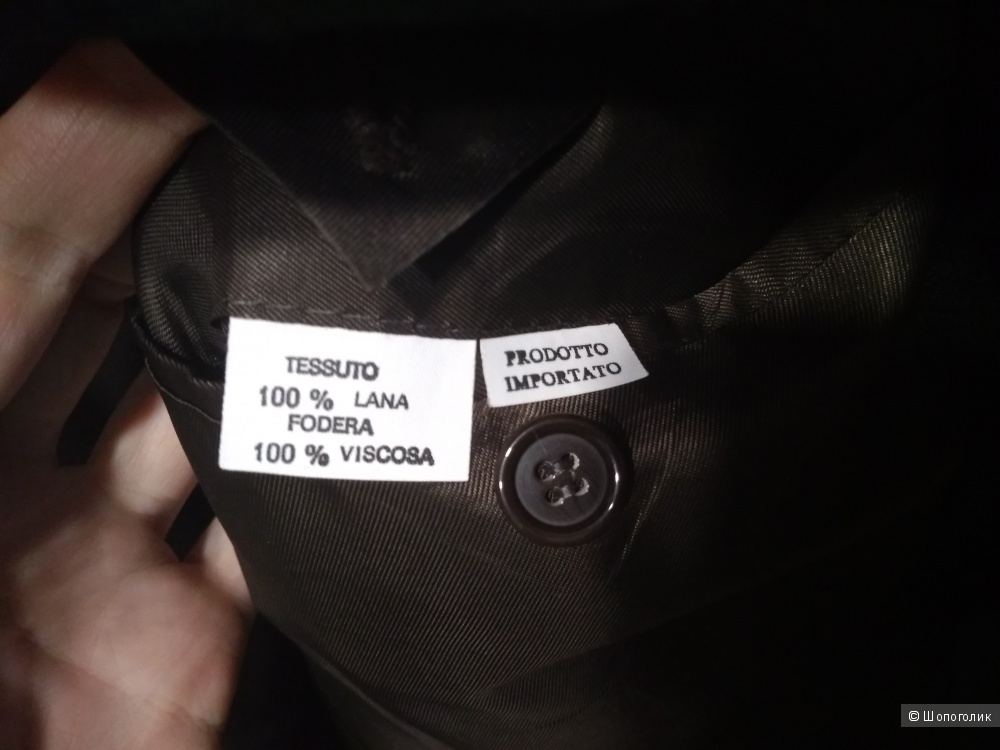 TESSUTO
100 % LANA
FODERA
100 % VISCOSA
PRODOTTO
IMPORTATO
© Шопоголик